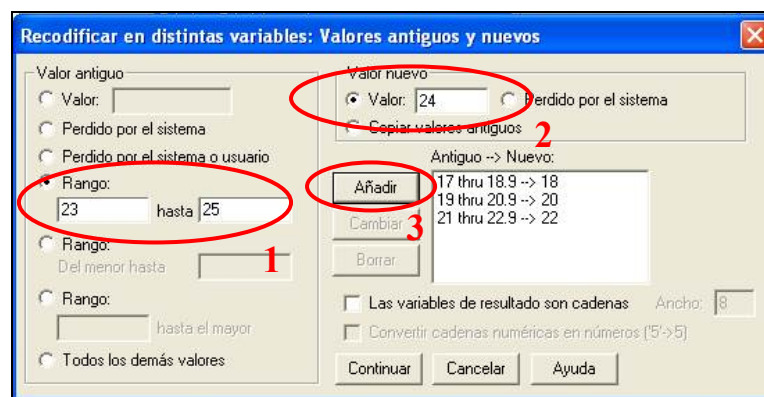 Recodificar en distintas variables: Valores antiguos y nuevos
Valor antiguo
Valor:
Perdido por el sistema
Perdido por el sistema o usuario
Rango:
23 hasta 25
1
Rango:
Del menor hasta
Rango:
hasta el mayor
Todos los demás valores
Valor nuevo
Valor: 24 Perdido por el sistema
Copiar valores antiguos
2
Antiguo --> Nuevo:
Añadir
Cambiar
Borrar
3
17 thru 18.9 --> 18
19 thru 20.9 --> 20
21 thru 22.9 --> 22
Las variables de resultado son cadenas Ancho: 8
Convertir cadenas numéricas en números ('5'->5)
Continuar Cancelar Ayuda